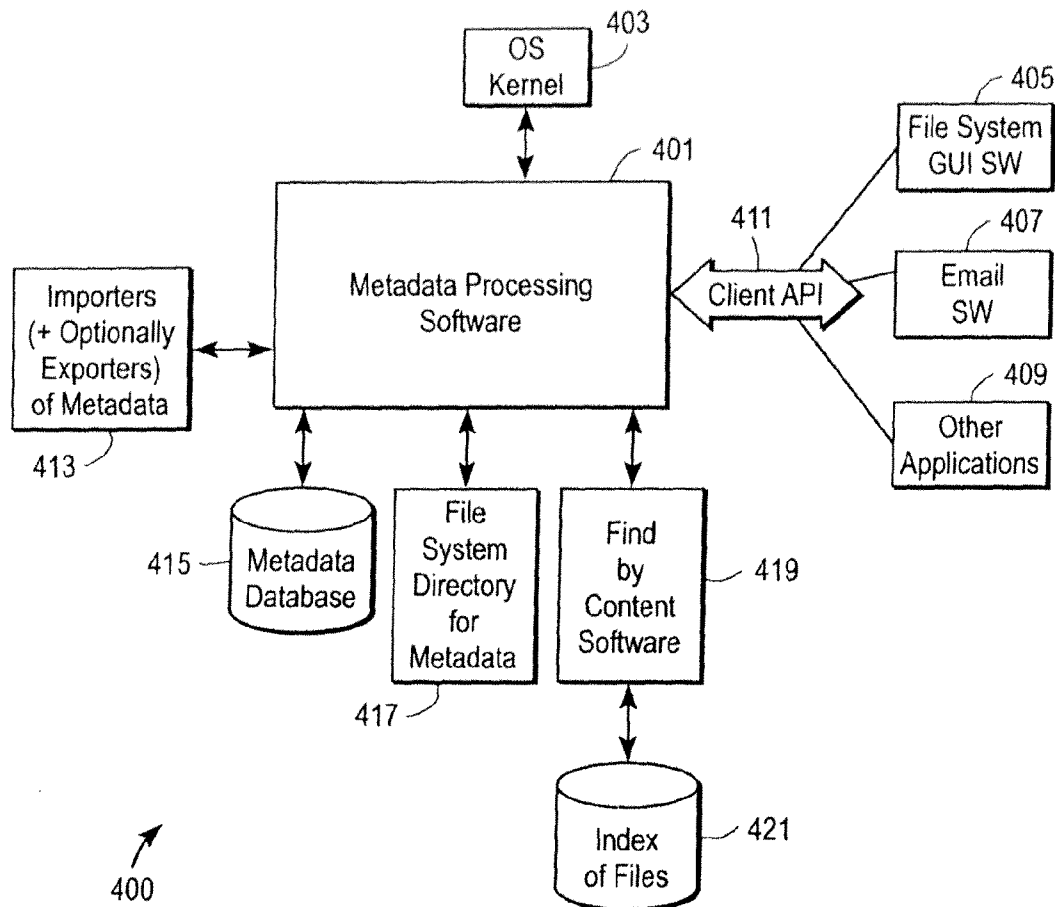 403
OS
Kernel
405
File System
GUI SW
401
411
407
Metadata Processing
Software
Client API
Email
SW
Importers
(+ Optionally
Exporters)
of Metadata
413
409
Other
Applications
415
Metadata
Database
File
System
Directory
for
Metadata
417
Find
by
Content
Software
419
Index
of Files
421
400